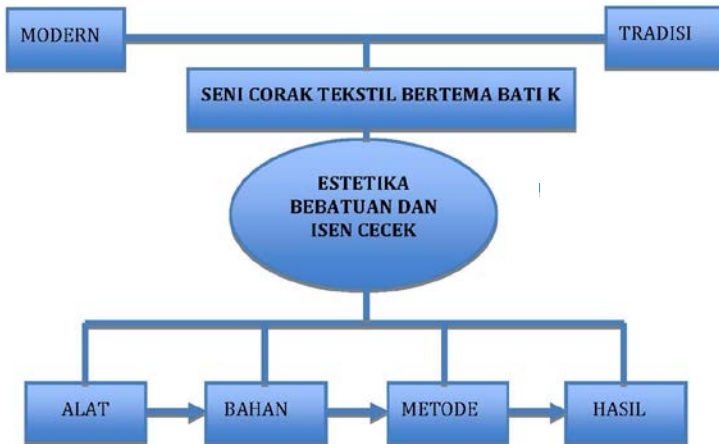 MODERN
TRADISI
SENI CORAK TEKSTIL BERTEMA BATI K
ESTETIKA
BEBATUAN DAN
ISEN CECEK
ALAT
BAHAN
METODE
HASIL